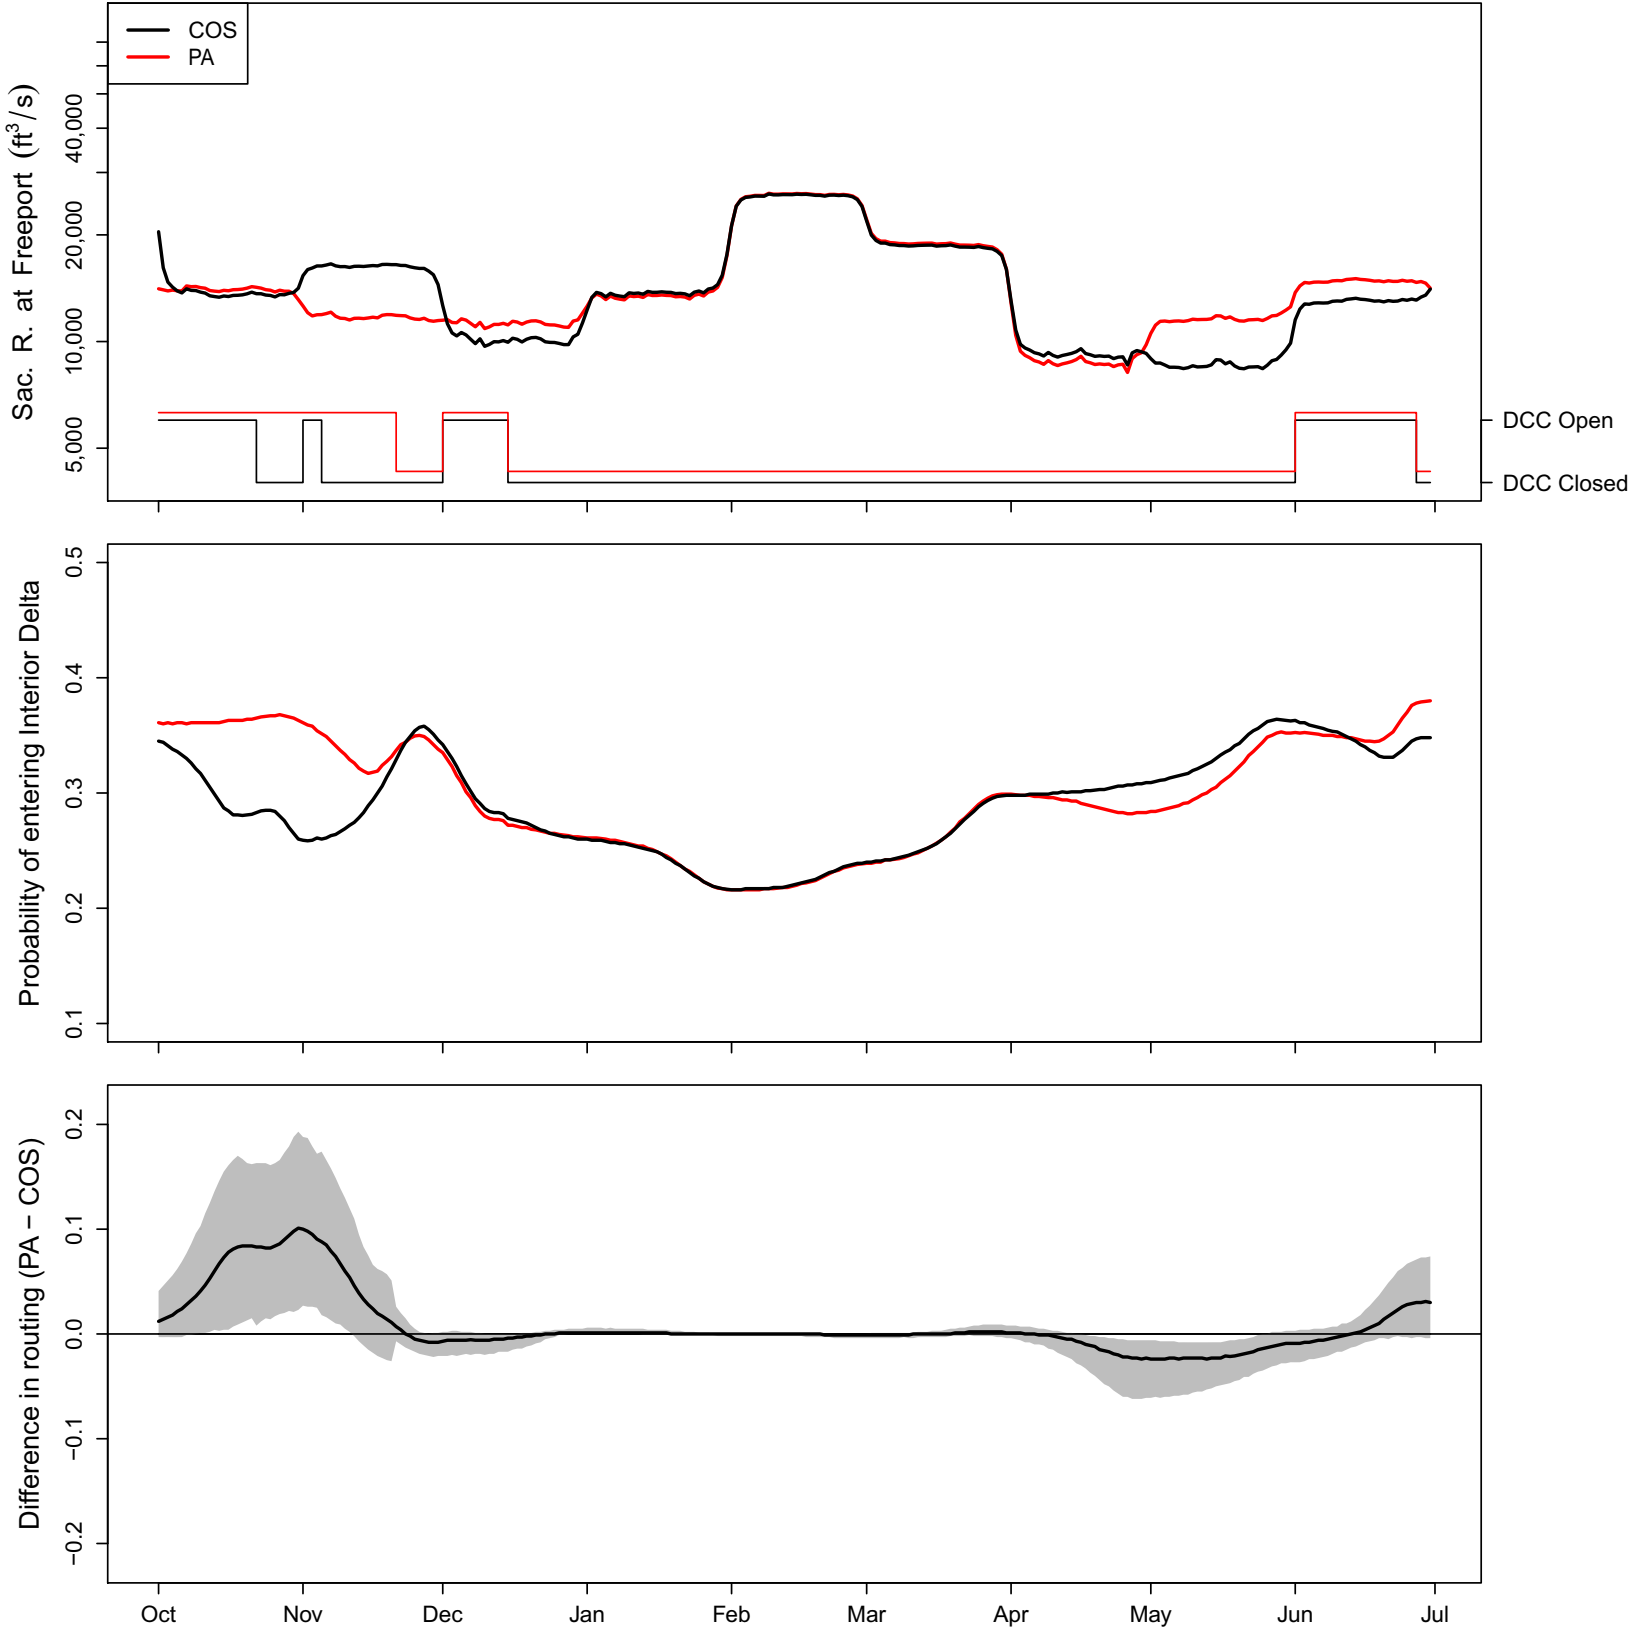 COS
PA
Sac. R. at Freeport (ft³/s)
40,000
20,000
10,000
5,000
DCC Open
DCC Closed
Probability of entering Interior Delta
0.5
0.4
0.3
0.2
0.1
Difference in routing (PA − COS)
0.2
0.1
0.0
−0.1
−0.2
Oct Nov Dec Jan Feb Mar Apr May Jun Jul